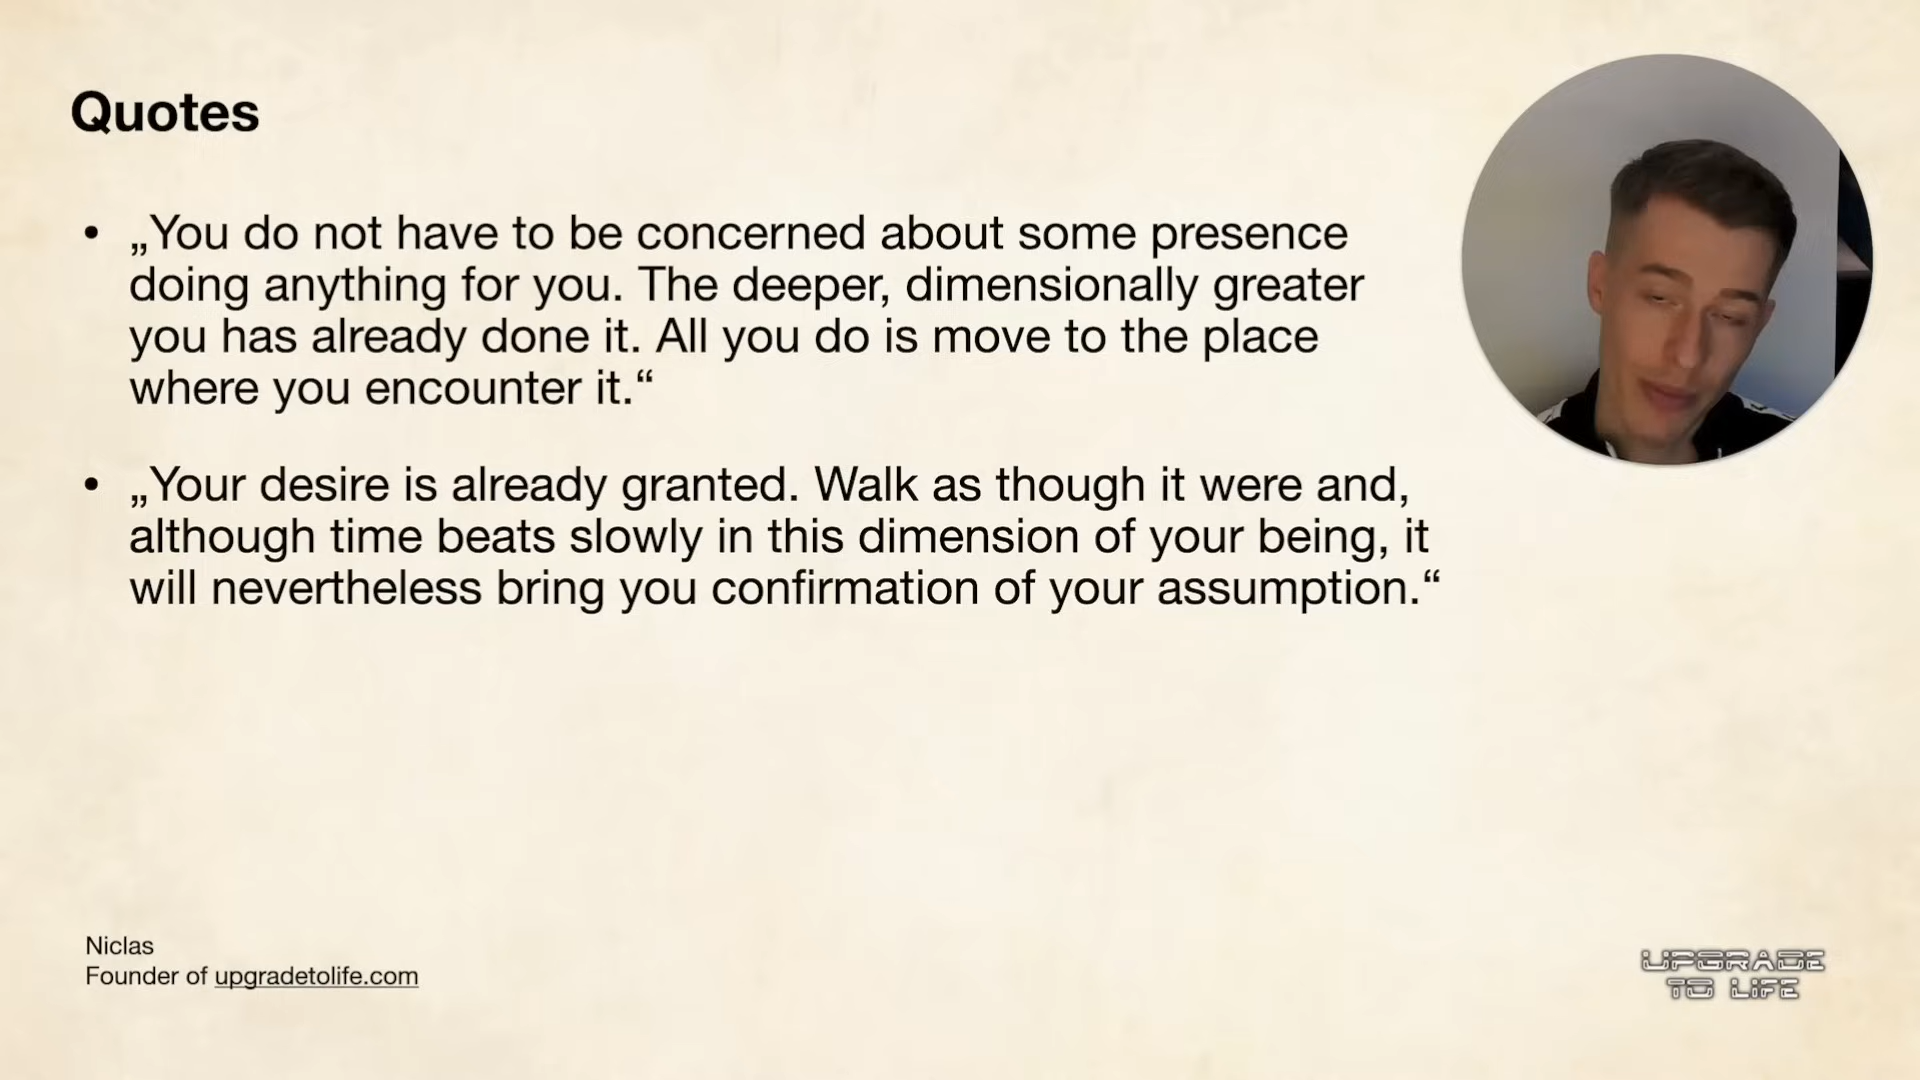 Quotes
• „You do not have to be concerned about some presence
doing anything for you. The deeper, dimensionally greater
you has already done it. All you do is move to the place
where you encounter it.“
• „Your desire is already granted. Walk as though it were and,
although time beats slowly in this dimension of your being, it
will nevertheless bring you confirmation of your assumption.“
Niclas
Founder of upgradetolife.com
UPGRADE
TO LIFE